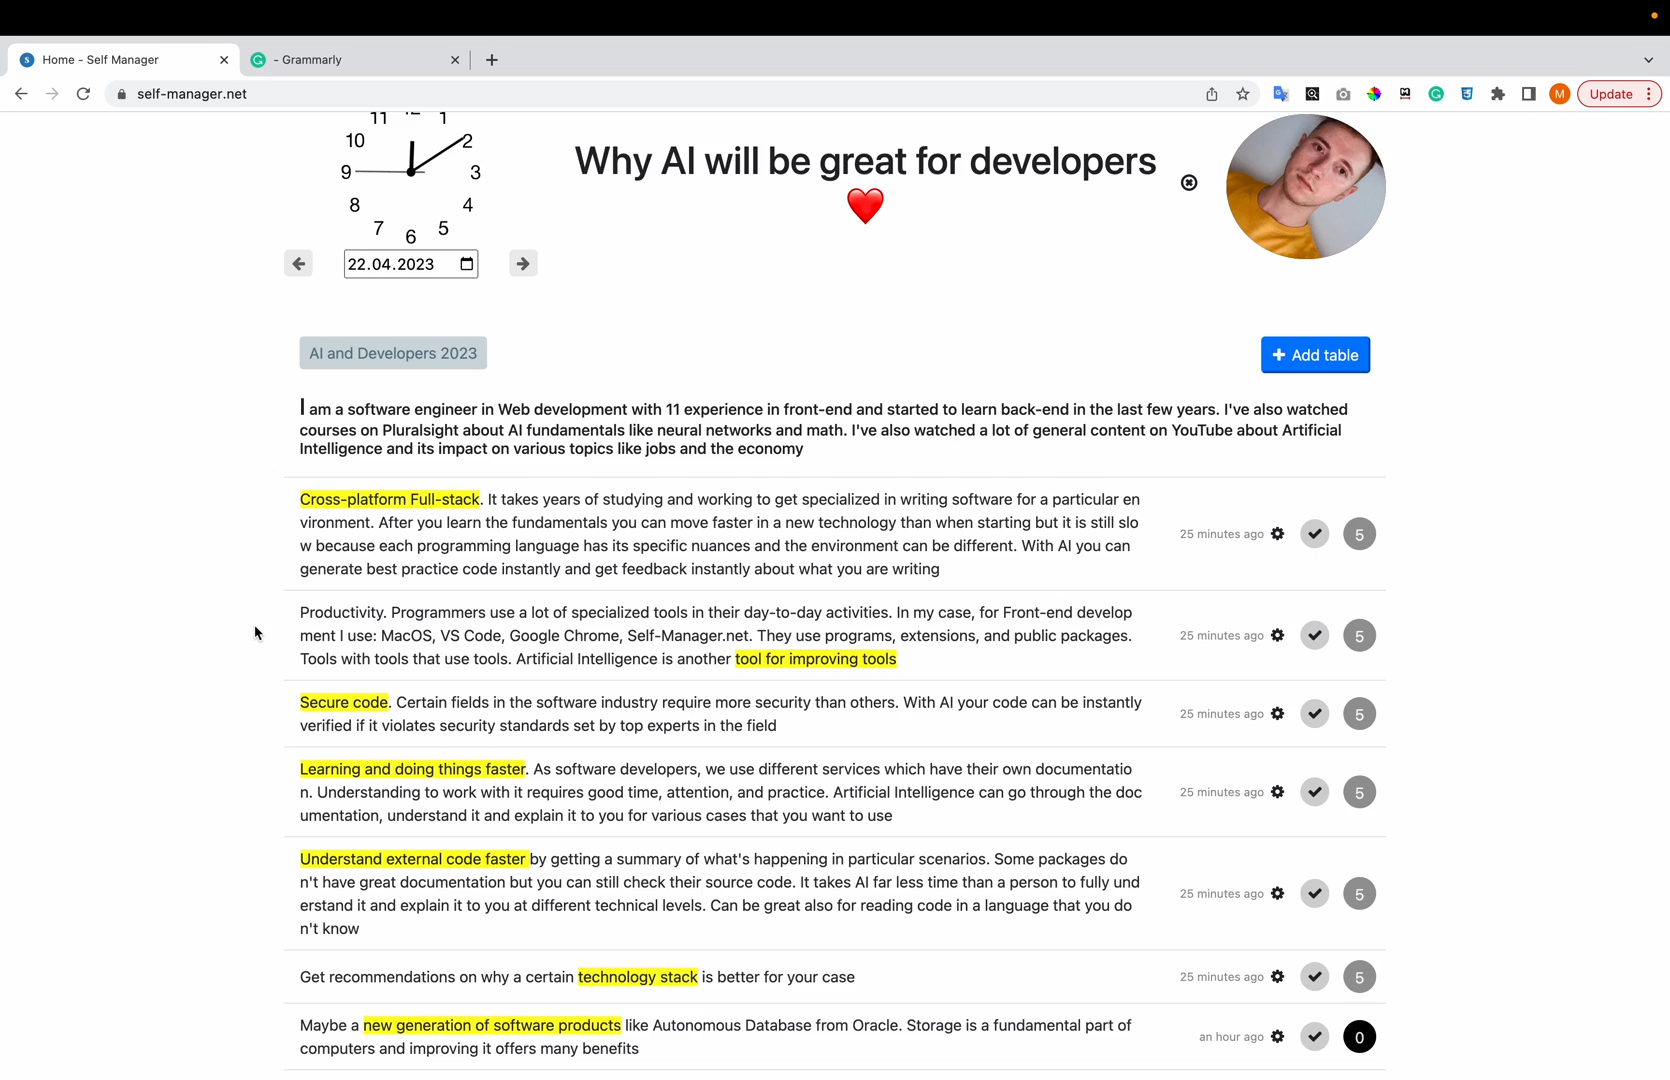 Home - Self Manager
- Grammarly
self-manager.net
M
Update
11
12
1
10
2
9
3
8
4
7
6
5
Why AI will be great for developers
❤️
22.04.2023
AI and Developers 2023
Add table
I am a software engineer in Web development with 11 experience in front-end and started to learn back-end in the last few years. I've also watched
courses on Pluralsight about AI fundamentals like neural networks and math. I've also watched a lot of general content on YouTube about Artificial
Intelligence and its impact on various topics like jobs and the economy
Cross-platform Full-stack. It takes years of studying and working to get specialized in writing software for a particular en
vironment. After you learn the fundamentals you can move faster in a new technology than when starting but it is still slo
w because each programming language has its specific nuances and the environment can be different. With AI you can
generate best practice code instantly and get feedback instantly about what you are writing
25 minutes ago
5
Productivity. Programmers use a lot of specialized tools in their day-to-day activities. In my case, for Front-end develop
ment I use: MacOS, VS Code, Google Chrome, Self-Manager.net. They use programs, extensions, and public packages.
Tools with tools that use tools. Artificial Intelligence is another tool for improving tools
25 minutes ago
5
Secure code. Certain fields in the software industry require more security than others. With AI your code can be instantly
verified if it violates security standards set by top experts in the field
25 minutes ago
5
Learning and doing things faster. As software developers, we use different services which have their own documentatio
n. Understanding to work with it requires good time, attention, and practice. Artificial Intelligence can go through the doc
umentation, understand it and explain it to you for various cases that you want to use
25 minutes ago
5
Understand external code faster by getting a summary of what's happening in particular scenarios. Some packages do
n't have great documentation but you can still check their source code. It takes AI far less time than a person to fully und
erstand it and explain it to you at different technical levels. Can be great also for reading code in a language that you do
n't know
25 minutes ago
5
Get recommendations on why a certain technology stack is better for your case
25 minutes ago
5
Maybe a new generation of software products like Autonomous Database from Oracle. Storage is a fundamental part of
computers and improving it offers many benefits
an hour ago
0